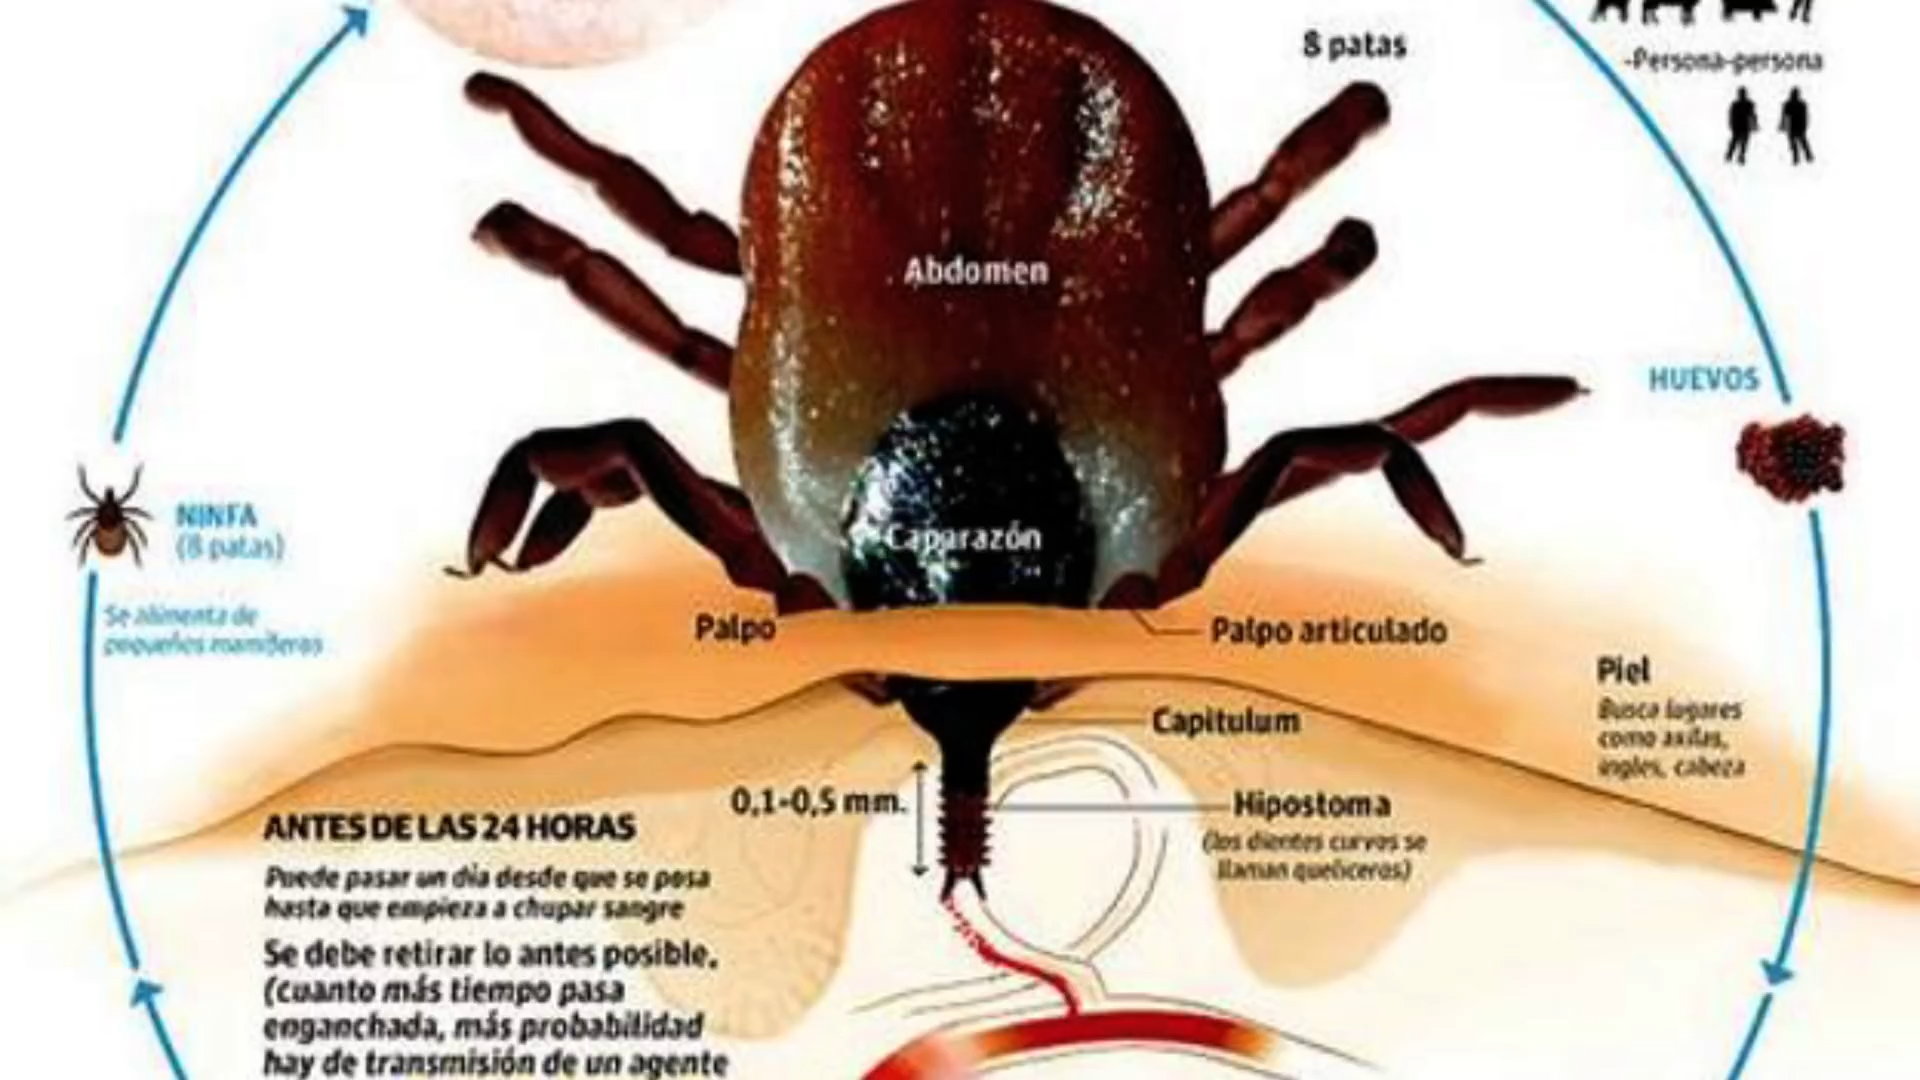 8 patas
-Persona-persona
Abdomen
HUEVOS
NINFA
(8 patas)
Se alimenta de
pequeños mamíferos
Caparazón
Palpo
Palpo articulado
Piel
Busca lugares
como axilas,
ingles, cabeza
Capitulum
0,1-0,5 mm.
Hipostoma
(los dientes curvos se
llaman queliceros)
ANTES DE LAS 24 HORAS
Puede pasar un día desde que se posa
hasta que empieza a chupar sangre
Se debe retirar lo antes posible,
(cuanto más tiempo pasa
enganchada, más probabilidad
hay de transmisión de un agente